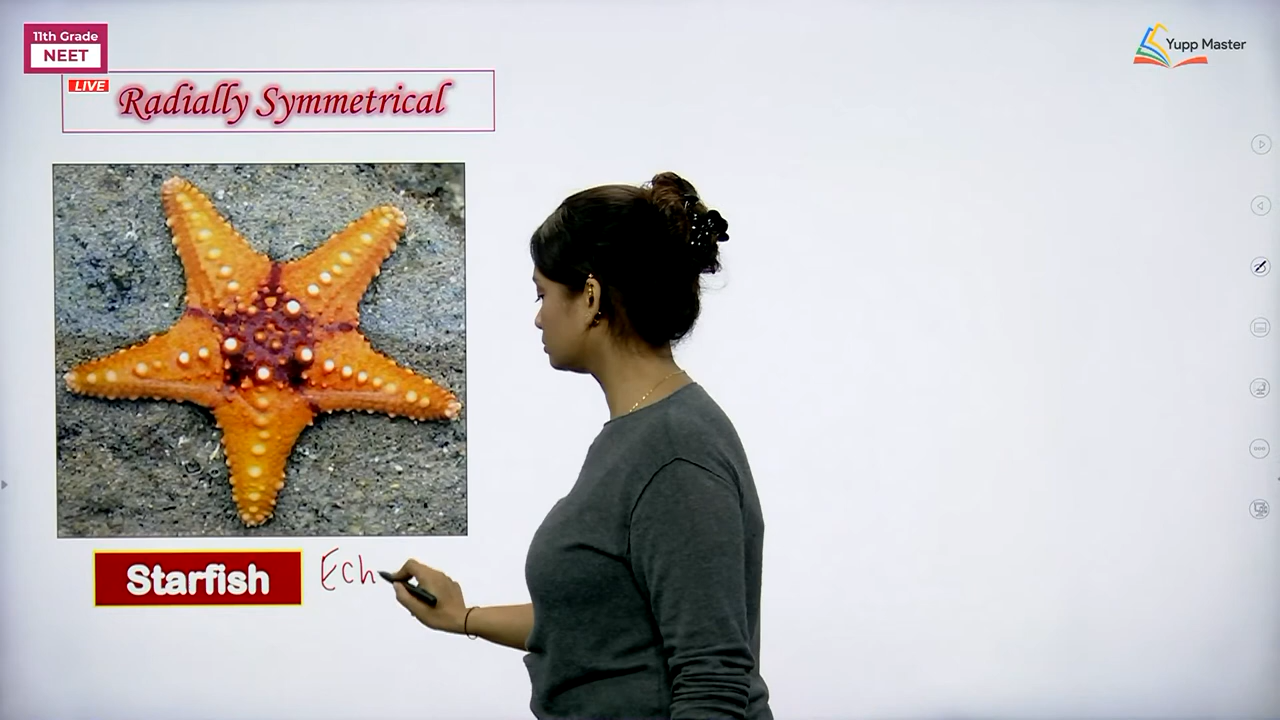 11th Grade
NEET
LIVE
Yupp Master
Radially Symmetrical
Starfish
Ech